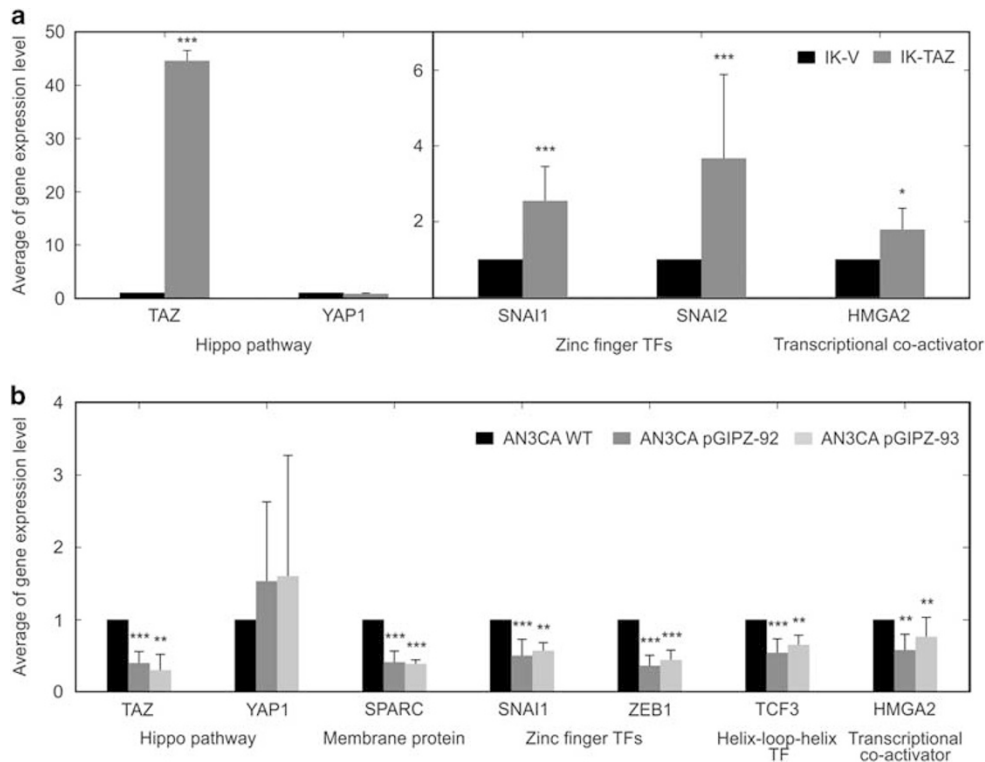 a
Average of gene expression level
50
40
30
20
10
0
***
TAZ
YAP1
Hippo pathway
6
4
2
IK-V
IK-TAZ
***
***
*
SNAI1
SNAI2
HMGA2
Zinc finger TFs
Transcriptional co-activator
b
Average of gene expression level
4
3
2
1
0
AN3CA WT
AN3CA pGIPZ-92
AN3CA pGIPZ-93
*** **
*** ***
*** **
*** ***
*** **
** **
TAZ
YAP1
SPARC
SNAI1
ZEB1
TCF3
HMGA2
Hippo pathway
Membrane protein
Zinc finger TFs
Helix-loop-helix
TF
Transcriptional
co-activator